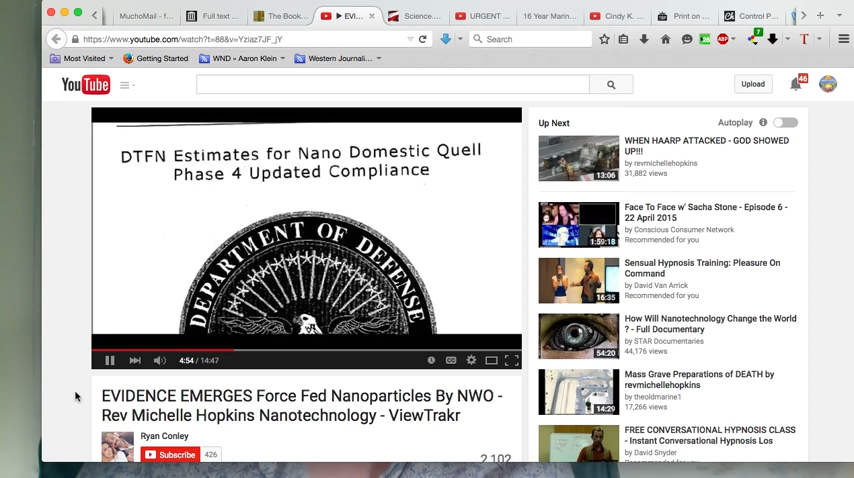 MuchoMail - f...
Full text ...
The Book...
EVI...
Science...
URGENT ...
16 Year Marin...
Cindy K. ...
Print on ...
Control P...
https://www.youtube.com/watch?t=88&v=Yziaz7JF_jY
Search
ABP
7
Most Visited
Getting Started
WND » Aaron Klein
Western Journali...
YouTube
Upload
46
DTFN Estimates for Nano Domestic Quell
Phase 4 Updated Compliance
DEPARTMENT OF DEFENSE
4:54 / 14:47
EVIDENCE EMERGES Force Fed Nanoparticles By NWO -
Rev Michelle Hopkins Nanotechnology - ViewTrakr
Ryan Conley
Subscribe
426
2,102
Up Next
Autoplay
WHEN HAARP ATTACKED - GOD SHOWED
UP!!!
by revmichellehopkins
31,882 views
13:06
Face To Face w' Sacha Stone - Episode 6 -
22 April 2015
by Conscious Consumer Network
Recommended for you
1:59:18
Sensual Hypnosis Training: Pleasure On
Command
by David Van Arrick
Recommended for you
16:35
How Will Nanotechnology Change the World
? - Full Documentary
by STAR Documentaries
44,176 views
54:20
Mass Grave Preparations of DEATH by
revmichellehopkins
by theoldmarine1
17,266 views
14:29
FREE CONVERSATIONAL HYPNOSIS CLASS
- Instant Conversational Hypnosis Los
by David Snyder